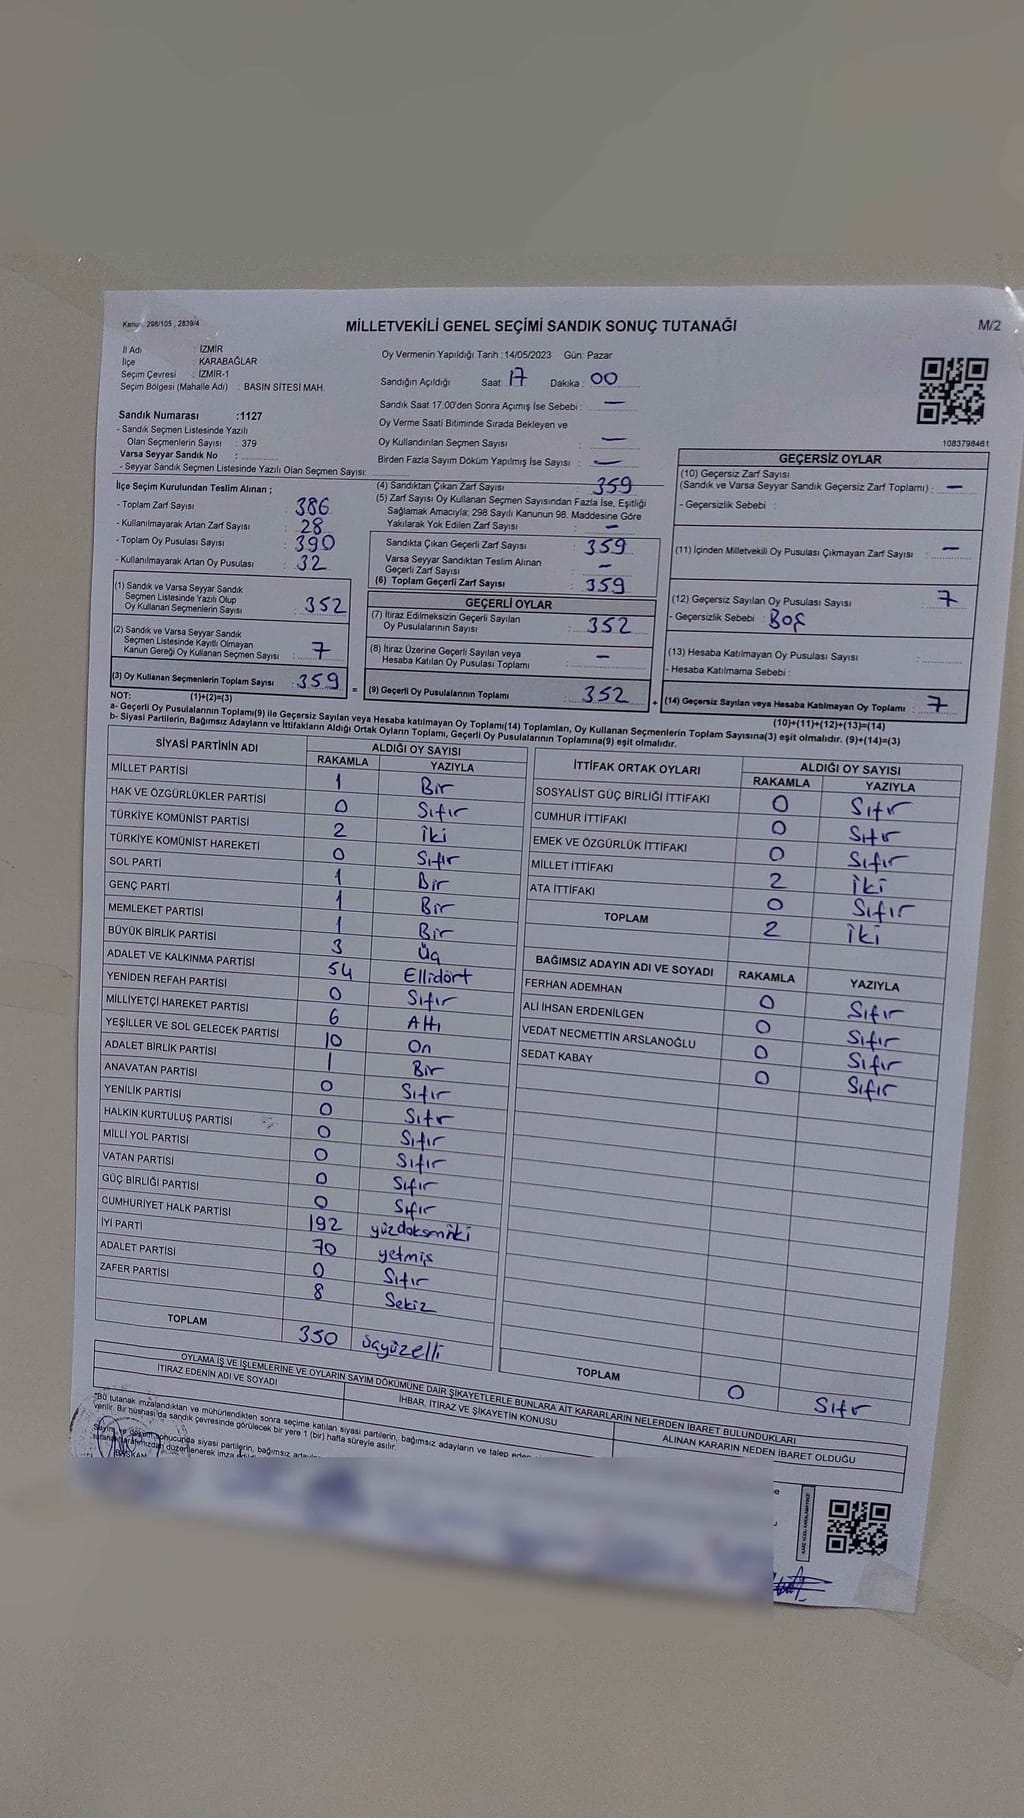 Kanun 298/105 , 2839/4
MİLLETVEKİLİ GENEL SEÇİMİ SANDIK SONUÇ TUTANAĞI
M/2
İl Adı : İZMİR
İlçe : KARABAĞLAR
Seçim Çevresi : İZMİR-1
Seçim Bölgesi (Mahalle Adı) : BASIN SİTESİ MAH.
Sandık Numarası :1127
- Sandık Seçmen Listesinde Yazılı
Olan Seçmenlerin Sayısı : 379
Varsa Seyyar Sandık No :
- Seyyar Sandık Seçmen Listesinde Yazılı Olan Seçmen Sayısı:
Oy Vermenin Yapıldığı Tarih :14/05/2023 Gün: Pazar
Sandığın Açıldığı Saat: 17 Dakika : 00
Sandık Saat 17:00'den Sonra Açımış İse Sebebi : —
Oy Verme Saati Bitiminde Sırada Bekleyen ve
Oy Kullandırılan Seçmen Sayısı : —
Birden Fazla Sayım Döküm Yapılmış İse Sayısı : —
1083798461
İlçe Seçim Kurulundan Teslim Alınan ;
- Toplam Zarf Sayısı : 386
- Kullanılmayarak Artan Zarf Sayısı : 28
- Toplam Oy Pusulası Sayısı : 390
- Kullanılmayarak Artan Oy Pusulası : 32
(1) Sandık ve Varsa Seyyar Sandık
Seçmen Listesinde Yazılı Olup
Oy Kullanan Seçmenlerin Sayısı : 352
(2) Sandık ve Varsa Seyyar Sandık
Seçmen Listesinde Kayıtlı Olmayan
Kanun Gereği Oy Kullanan Seçmen Sayısı : 7
(3) Oy Kullanan Seçmenlerin Toplam Sayısı : 359
(4) Sandıktan Çıkan Zarf Sayısı : 359
(5) Zarf Sayısı Oy Kullanan Seçmen Sayısından Fazla İse, Eşitliği
Sağlamak Amacıyla; 298 Sayılı Kanunun 98. Maddesine Göre
Yakılarak Yok Edilen Zarf Sayısı : —
Sandıkta Çıkan Geçerli Zarf Sayısı : 359
Varsa Seyyar Sandıktan Teslim Alınan
Geçerli Zarf Sayısı : —
(6) Toplam Geçerli Zarf Sayısı : 359
GEÇERLİ OYLAR
(7) İtiraz Edilmeksizin Geçerli Sayılan
Oy Pusulalarının Sayısı : 352
(8) İtiraz Üzerine Geçerli Sayılan veya
Hesaba Katılan Oy Pusulası Toplamı : —
= (9) Geçerli Oy Pusulalarının Toplamı : 352
GEÇERSİZ OYLAR
(10) Geçersiz Zarf Sayısı
(Sandık ve Varsa Seyyar Sandık Geçersiz Zarf Toplamı) : —
- Geçersizlik Sebebi :
(11) İçinden Milletvekili Oy Pusulası Çıkmayan Zarf Sayısı : —
(12) Geçersiz Sayılan Oy Pusulası Sayısı : 7
- Geçersizlik Sebebi : Boş
(13) Hesaba Katılmayan Oy Pusulası Sayısı :
- Hesaba Katılmama Sebebi :
+ (14) Geçersiz Sayılan veya Hesaba Katılmayan Oy Toplamı : 7
NOT: (1)+(2)=(3)
(10)+(11)+(12)+(13)=(14)
a- Geçerli Oy Pusulası Toplamı(9) ile Geçersiz Sayılan veya Hesaba katılmayan Oy Toplamı(14) Toplamları, Oy Kullanan Seçmenlerin Toplam Sayısına(3) eşit olmalıdır. (9)+(14)=(3)
b- Siyasi Partilerin, Bağımsız Adayların ve İttifakların Aldığı Ortak Oyların Toplamı, Geçerli Oy Pusulalarının Toplamına(9) eşit olmalıdır.
SİYASİ PARTİNİN ADI ALDIĞI OY SAYISI
RAKAMLA YAZIYLA
MİLLET PARTİSİ 1 Bir
HAK VE ÖZGÜRLÜKLER PARTİSİ 0 Sıfır
TÜRKİYE KOMÜNİST PARTİSİ 2 İki
TÜRKİYE KOMÜNİST HAREKETİ 0 Sıfır
SOL PARTİ 1 Bir
GENÇ PARTİ 1 Bir
MEMLEKET PARTİSİ 1 Bir
BÜYÜK BİRLİK PARTİSİ 3 Üç
ADALET VE KALKINMA PARTİSİ 54 Ellidört
YENİDEN REFAH PARTİSİ 0 Sıfır
MİLLİYETÇİ HAREKET PARTİSİ 6 Altı
YEŞİLLER VE SOL GELECEK PARTİSİ 10 On
ADALET BİRLİK PARTİSİ 1 Bir
ANAVATAN PARTİSİ 0 Sıfır
YENİLİK PARTİSİ 0 Sıfır
HALKIN KURTULUŞ PARTİSİ 0 Sıfır
MİLLİ YOL PARTİSİ 0 Sıfır
VATAN PARTİSİ 0 Sıfır
GÜÇ BİRLİĞİ PARTİSİ 0 Sıfır
CUMHURİYET HALK PARTİSİ 192 yüzdoksaniki
İYİ PARTİ 70 yetmiş
ADALET PARTİSİ 0 Sıfır
ZAFER PARTİSİ 8 Sekiz
TOPLAM 350 üçyüzelli
İTTİFAK ORTAK OYLARI ALDIĞI OY SAYISI
RAKAMLA YAZIYLA
SOSYALİST GÜÇ BİRLİĞİ İTTİFAKI 0 Sıfır
CUMHUR İTTİFAKI 0 Sıfır
EMEK VE ÖZGÜRLÜK İTTİFAKI 0 Sıfır
MİLLET İTTİFAKI 2 İki
ATA İTTİFAKI 0 Sıfır
TOPLAM 2 İki
BAĞIMSIZ ADAYIN ADI VE SOYADI RAKAMLA YAZIYLA
FERHAN ADEMHAN 0 Sıfır
ALİ İHSAN ERDENİLGEN 0 Sıfır
VEDAT NECMETTİN ARSLANOĞLU 0 Sıfır
SEDAT KABAY 0 Sıfır
TOPLAM 0 Sıfır
OYLAMA İŞ VE İŞLEMLERİNE VE OYLARIN SAYIM DÖKÜMÜNE DAİR ŞİKAYETLERLE BUNLARA AİT KARARLARIN NELERDEN İBARET BULUNDUKLARI
İTİRAZ EDENİN ADI VE SOYADI
İHBAR, İTİRAZ VE ŞİKAYETİN KONUSU
ALINAN KARARIN NEDEN İBARET OLDUĞU
"Bu tutanak imzalandıktan ve mühürlendikten sonra seçime katılan siyasi partilerin, bağımsız adayların ve talep eden
verilir. Bir nüshası da sandık çevresinde görülecek bir yere 1 (bir) hafta süreyle asılır.
Sayım ve döküm sonucunda siyasi partilerin, bağımsız
tarafımızdan düzenlenerek imza
BAŞKAN